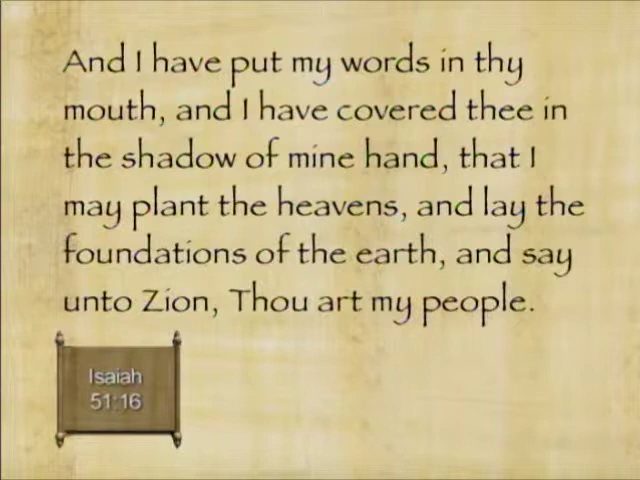 And I have put my words in thy
mouth, and I have covered thee in
the shadow of mine hand, that I
may plant the heavens, and lay the
foundations of the earth, and say
unto Zion, Thou art my people.
Isaiah
51:16